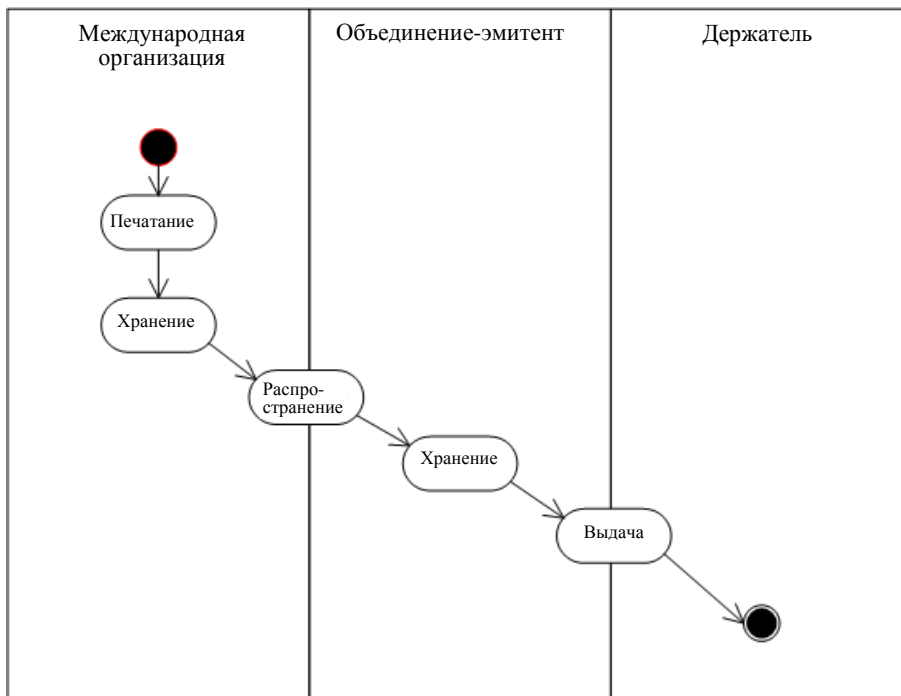 Международная
организация
Объединение-эмитент
Держатель
Печатание
Хранение
Распро-
странение
Хранение
Выдача